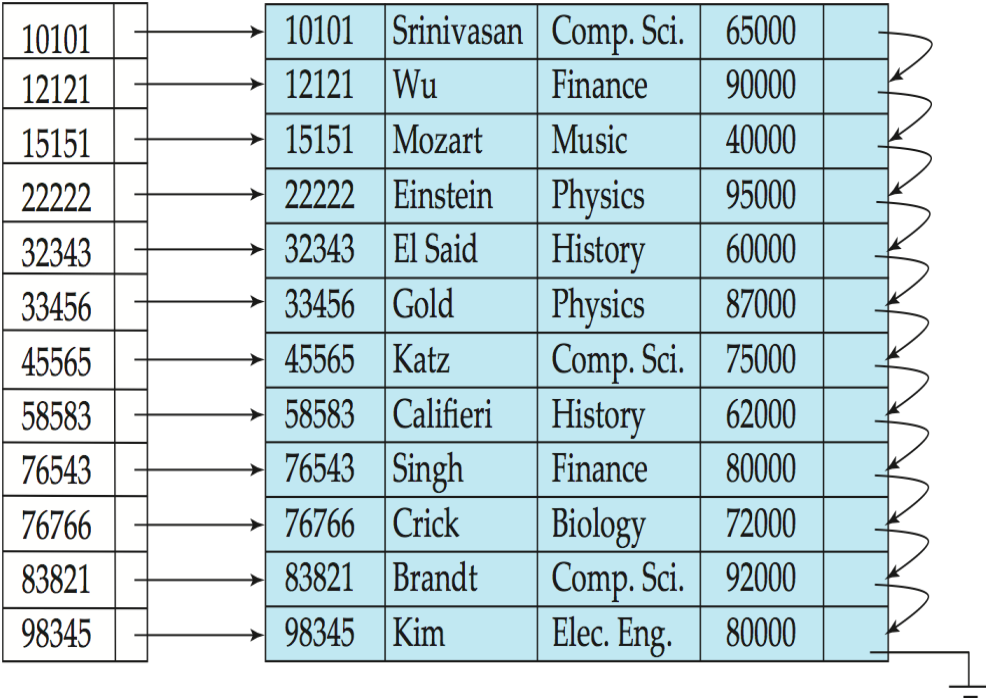 10101 10101 Srinivasan Comp. Sci. 65000
12121 12121 Wu Finance 90000
15151 15151 Mozart Music 40000
22222 22222 Einstein Physics 95000
32343 32343 El Said History 60000
33456 33456 Gold Physics 87000
45565 45565 Katz Comp. Sci. 75000
58583 58583 Califieri History 62000
76543 76543 Singh Finance 80000
76766 76766 Crick Biology 72000
83821 83821 Brandt Comp. Sci. 92000
98345 98345 Kim Elec. Eng. 80000